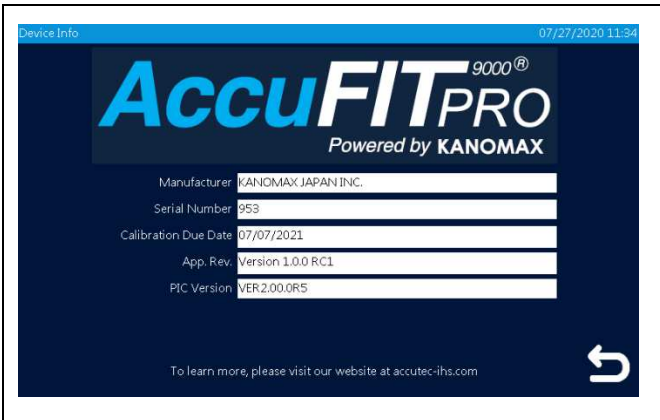 Device Info 07/27/2020 11:34
AccuFIT 9000®
PRO
Powered by KANOMAX
Manufacturer KANOMAX JAPAN INC.
Serial Number 953
Calibration Due Date 07/07/2021
App. Rev. Version 1.0.0 RC1
PIC Version VER2.00.0R5
To learn more, please visit our website at accutec-ihs.com